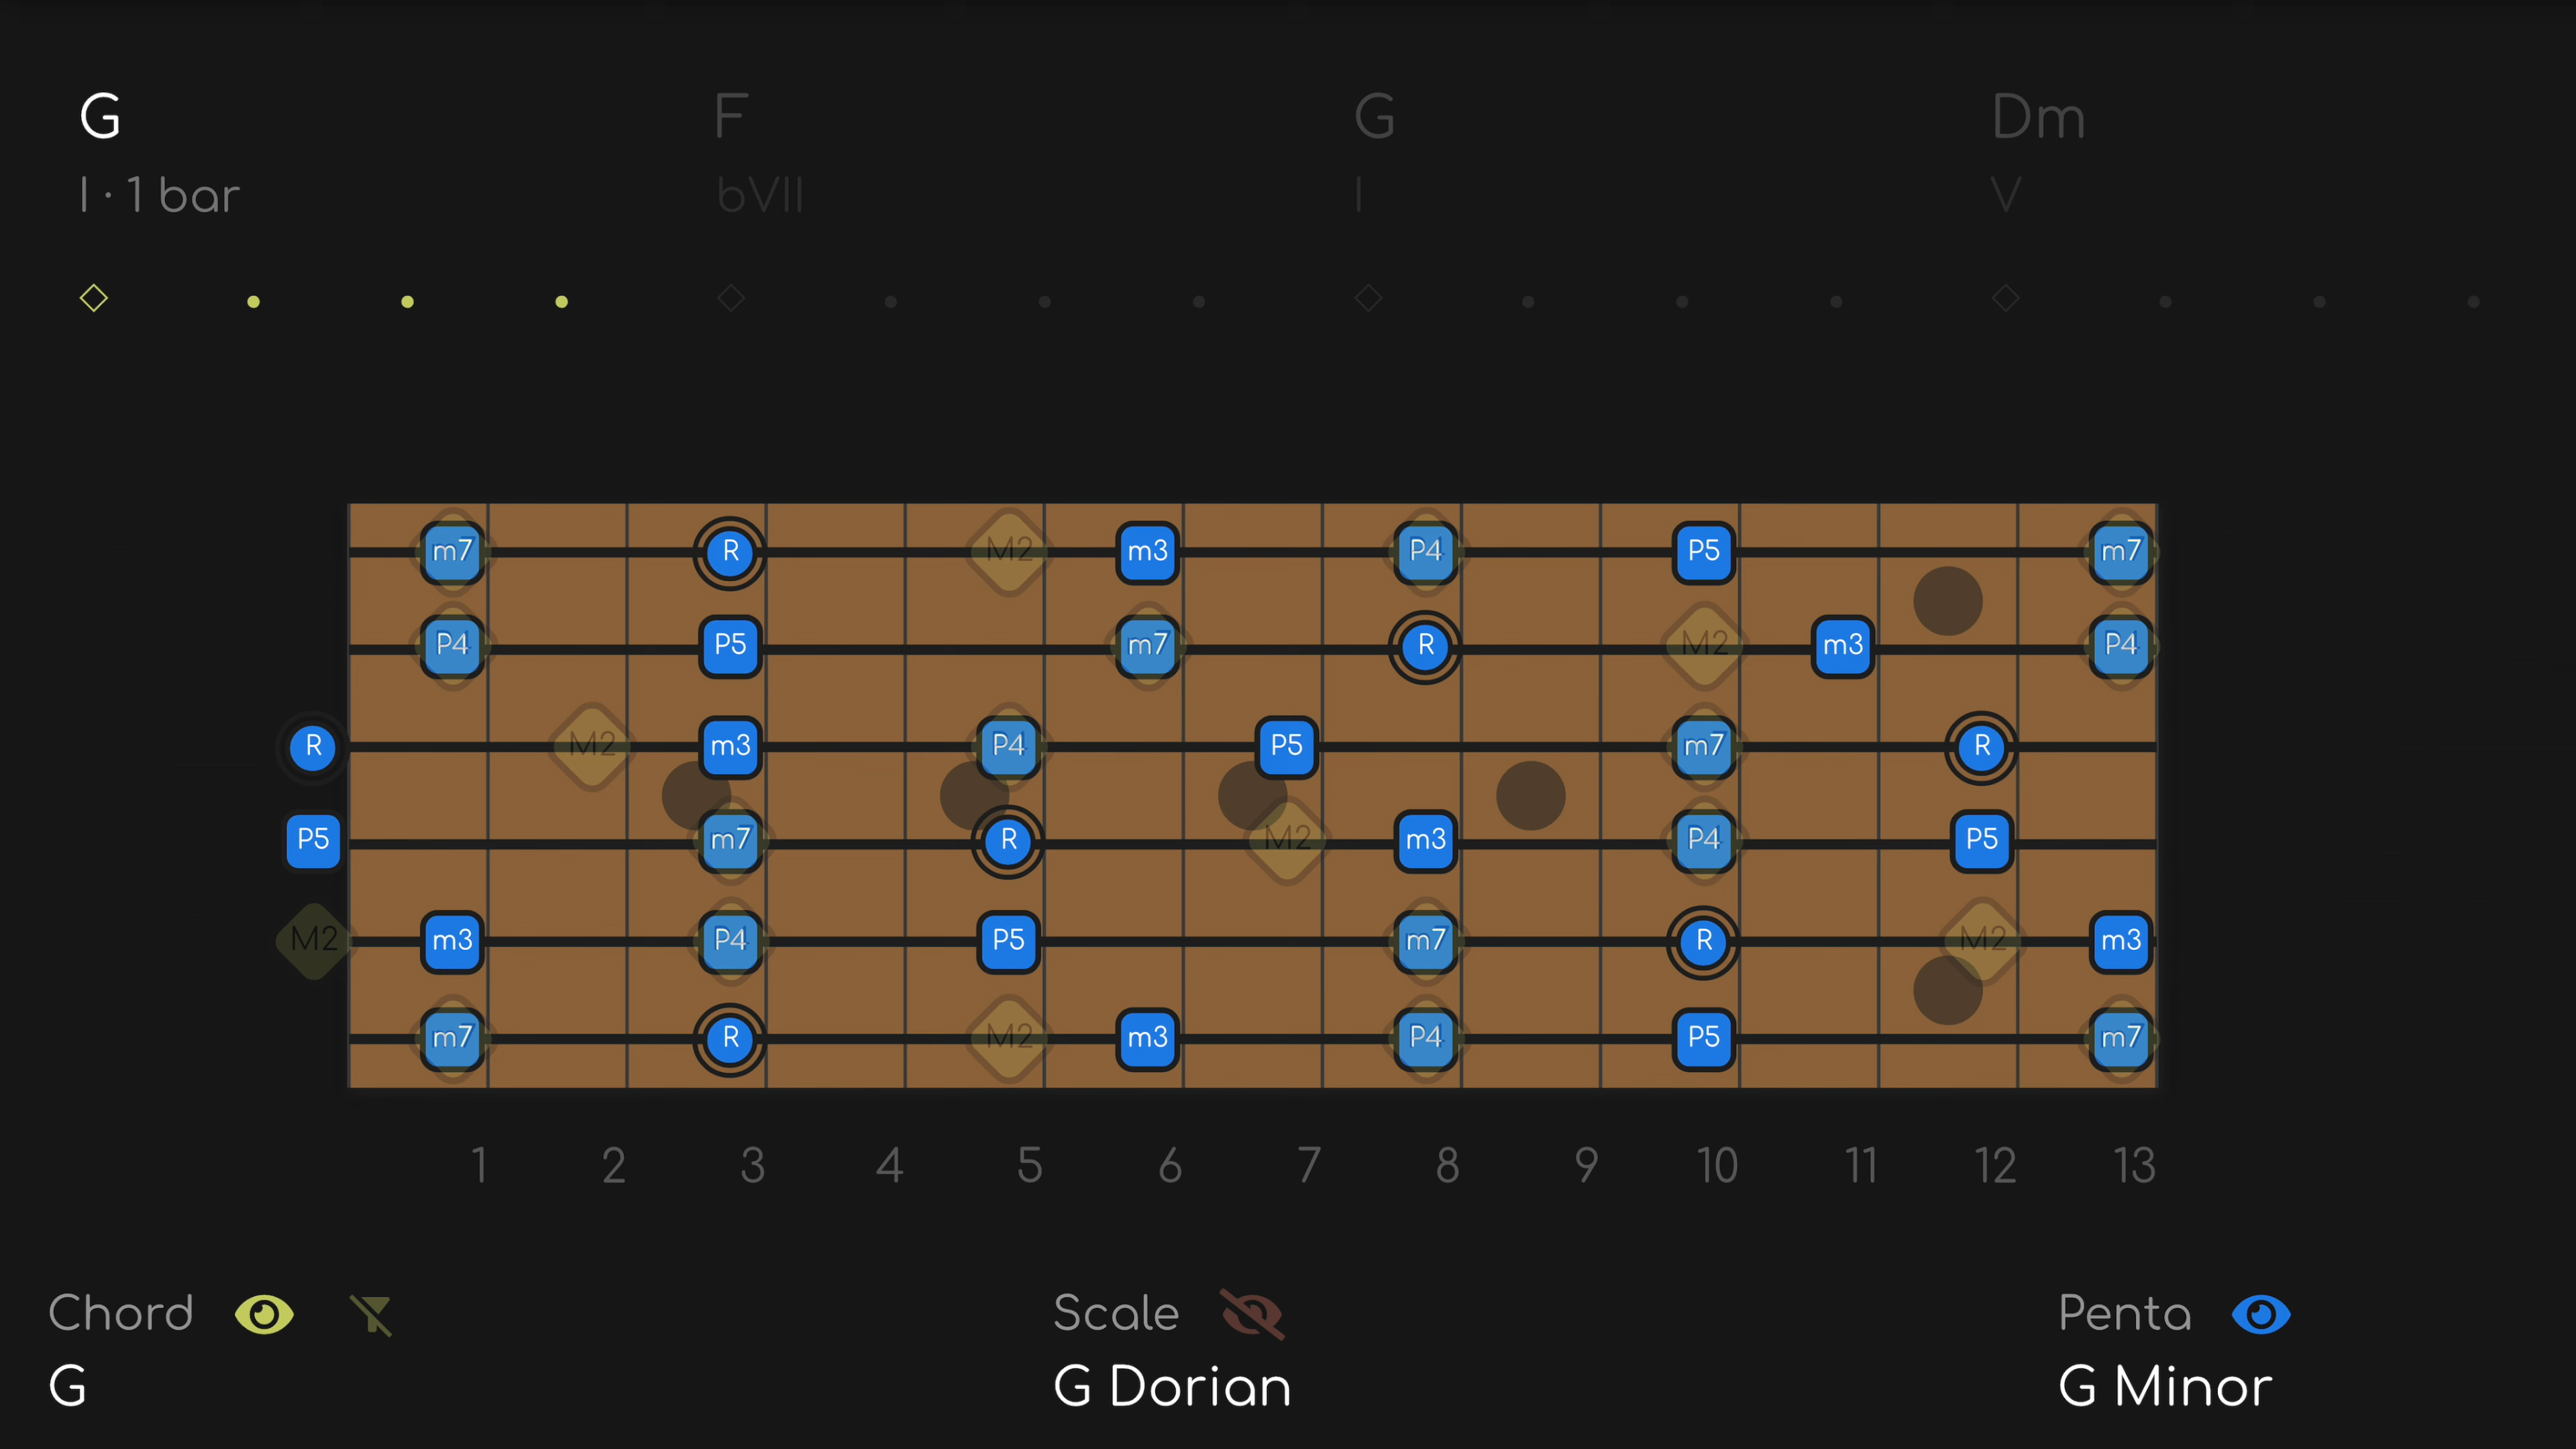 G F G Dm
I · 1 bar bVII I V
m7 R M2 m3 P4 P5 m7
P4 P5 m7 R M2 m3 P4
R M2 m3 P4 P5 m7 R
P5 m7 R M2 m3 P4 P5
M2 m3 P4 P5 m7 R M2 m3
m7 R M2 m3 P4 P5 m7
1 2 3 4 5 6 7 8 9 10 11 12 13
Chord Scale Penta
G G Dorian G Minor